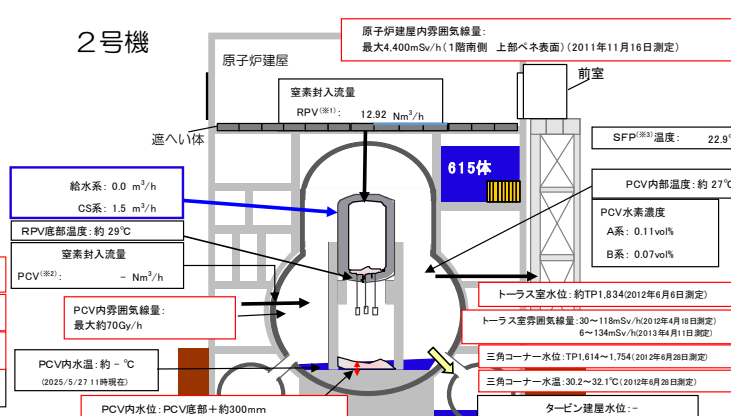 2号機
原子炉建屋内雰囲気線量:
最大4,400mSv/h(1階南側 上部ペネ表面)(2011年11月16日測定)
原子炉建屋
前室
窒素封入流量
RPV(※1): 12.92 Nm³/h
遮へい体
SFP(※3)温度: 22.9°
615体
給水系: 0.0 m³/h
CS系: 1.5 m³/h
PCV内部温度: 約 27℃
RPV底部温度: 約 29℃
PCV水素濃度
A系: 0.11vol%
B系: 0.07vol%
窒素封入流量
PCV(※2): － Nm³/h
トーラス室水位: 約TP1,834(2012年6月6日測定)
PCV内雰囲気線量:
最大約70Gy/h
トーラス室雰囲気線量: 30～118mSv/h(2012年4月18日測定)
6～134mSv/h(2013年4月11日測定)
三角コーナー水位: TP1,614～1,754(2012年6月28日測定)
PCV内水温: 約 － ℃
(2025/5/27 11時現在)
三角コーナー水温: 30.2～32.1℃(2012年6月28日測定)
PCV内水位: PCV底部＋約300mm
タービン建屋水位: －